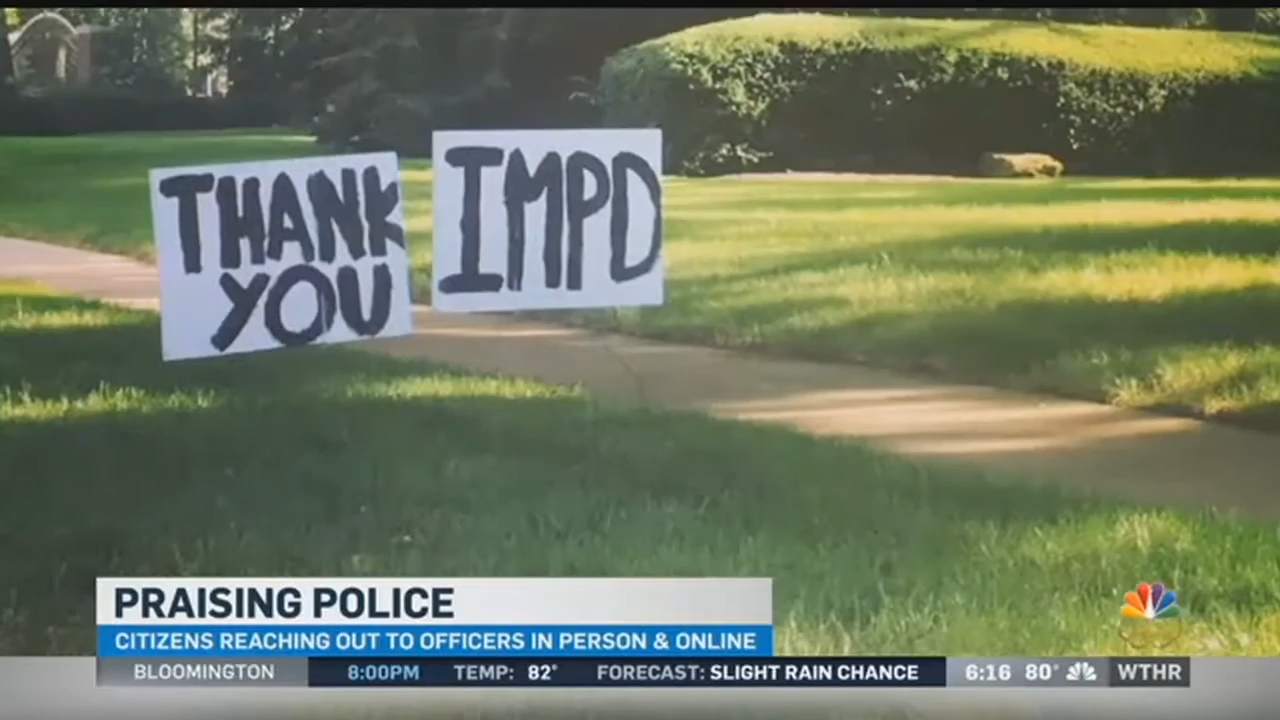 THANK
YOU
IMPD
PRAISING POLICE
CITIZENS REACHING OUT TO OFFICERS IN PERSON & ONLINE
BLOOMINGTON 8:00PM TEMP: 82° FORECAST: SLIGHT RAIN CHANCE 6:16 80° WTHR